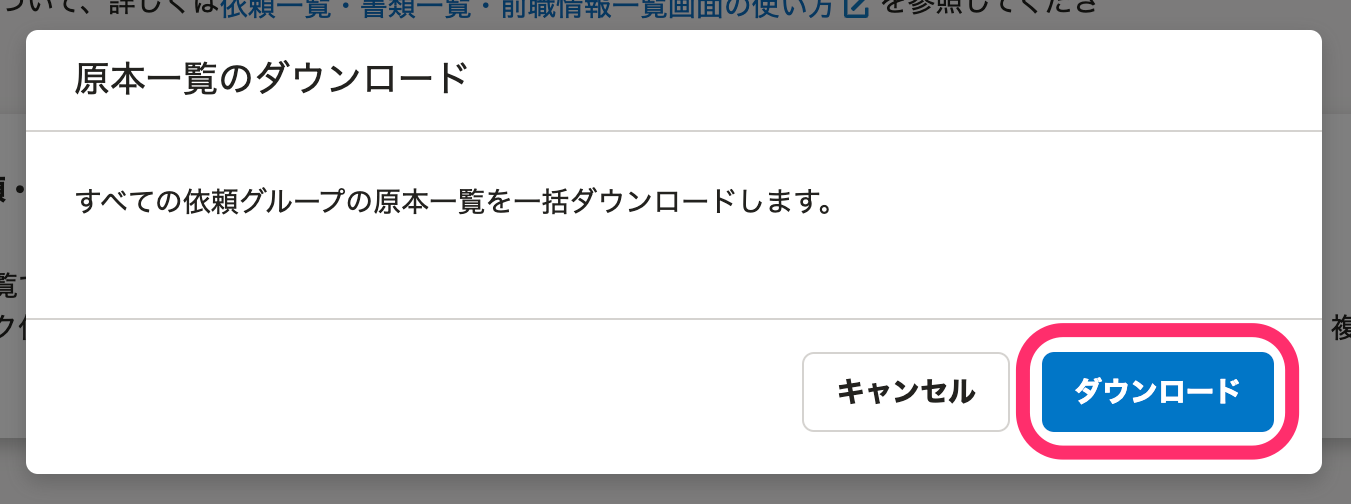 ついて、詳しくは依頼一覧・書類一覧・前職情報一覧画面の使い方 を参照してくださ
原本一覧のダウンロード
すべての依頼グループの原本一覧を一括ダウンロードします。
覧
ク
複
キャンセル
ダウンロード